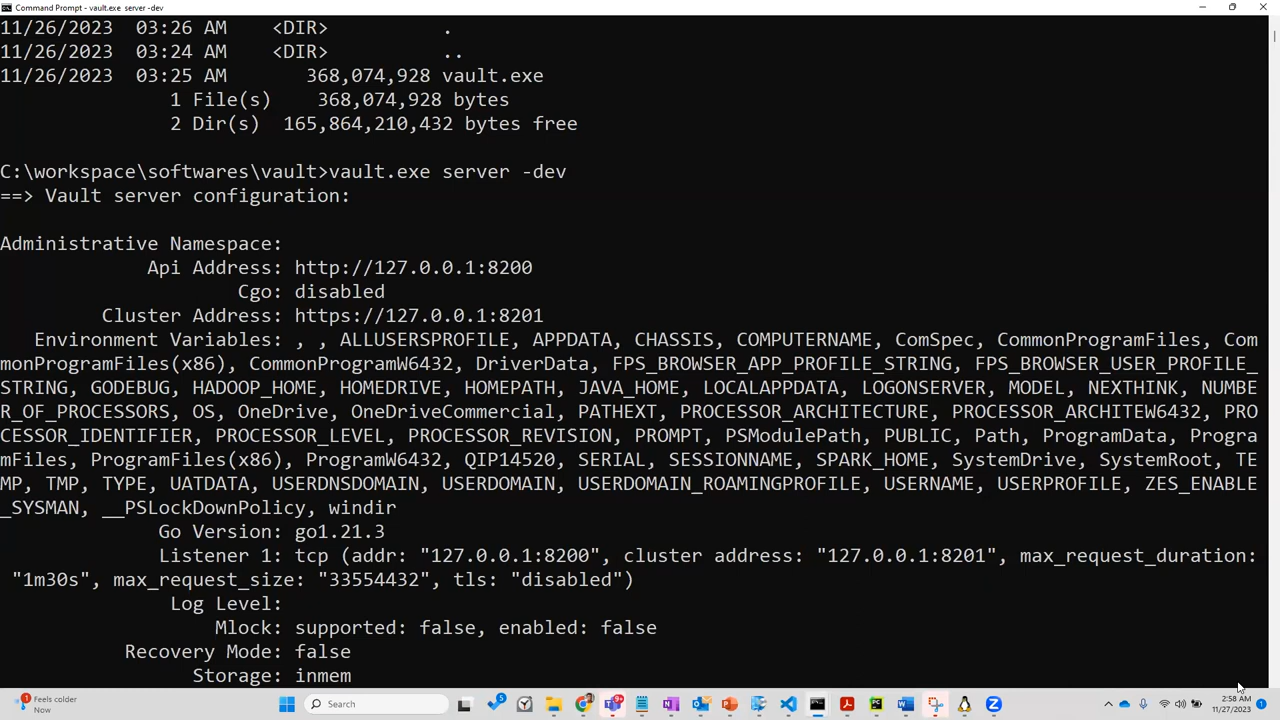 Command Prompt - vault.exe  server -dev
11/26/2023  03:26 AM    <DIR>          .
11/26/2023  03:24 AM    <DIR>          ..
11/26/2023  03:25 AM       368,074,928 vault.exe
               1 File(s)    368,074,928 bytes
               2 Dir(s)  165,864,210,432 bytes free
C:\workspace\softwares\vault>vault.exe server -dev
==> Vault server configuration:
Administrative Namespace:
             Api Address: http://127.0.0.1:8200
                     Cgo: disabled
         Cluster Address: https://127.0.0.1:8201
   Environment Variables: , , ALLUSERSPROFILE, APPDATA, CHASSIS, COMPUTERNAME, ComSpec, CommonProgramFiles, Com
monProgramFiles(x86), CommonProgramW6432, DriverData, FPS_BROWSER_APP_PROFILE_STRING, FPS_BROWSER_USER_PROFILE_
STRING, GODEBUG, HADOOP_HOME, HOMEDRIVE, HOMEPATH, JAVA_HOME, LOCALAPPDATA, LOGONSERVER, MODEL, NEXTHINK, NUMBE
R_OF_PROCESSORS, OS, OneDrive, OneDriveCommercial, PATHEXT, PROCESSOR_ARCHITECTURE, PROCESSOR_ARCHITEW6432, PRO
CESSOR_IDENTIFIER, PROCESSOR_LEVEL, PROCESSOR_REVISION, PROMPT, PSModulePath, PUBLIC, Path, ProgramData, Progra
mFiles, ProgramFiles(x86), ProgramW6432, QIP14520, SERIAL, SESSIONNAME, SPARK_HOME, SystemDrive, SystemRoot, TE
MP, TMP, TYPE, UATDATA, USERDNSDOMAIN, USERDOMAIN, USERDOMAIN_ROAMINGPROFILE, USERNAME, USERPROFILE, ZES_ENABLE
_SYSMAN, __PSLockDownPolicy, windir
              Go Version: go1.21.3
              Listener 1: tcp (addr: "127.0.0.1:8200", cluster address: "127.0.0.1:8201", max_request_duration:
 "1m30s", max_request_size: "33554432", tls: "disabled")
               Log Level:
                   Mlock: supported: false, enabled: false
           Recovery Mode: false
                 Storage: inmem
Feels colder
Now
Search
2:58 AM
11/27/2023